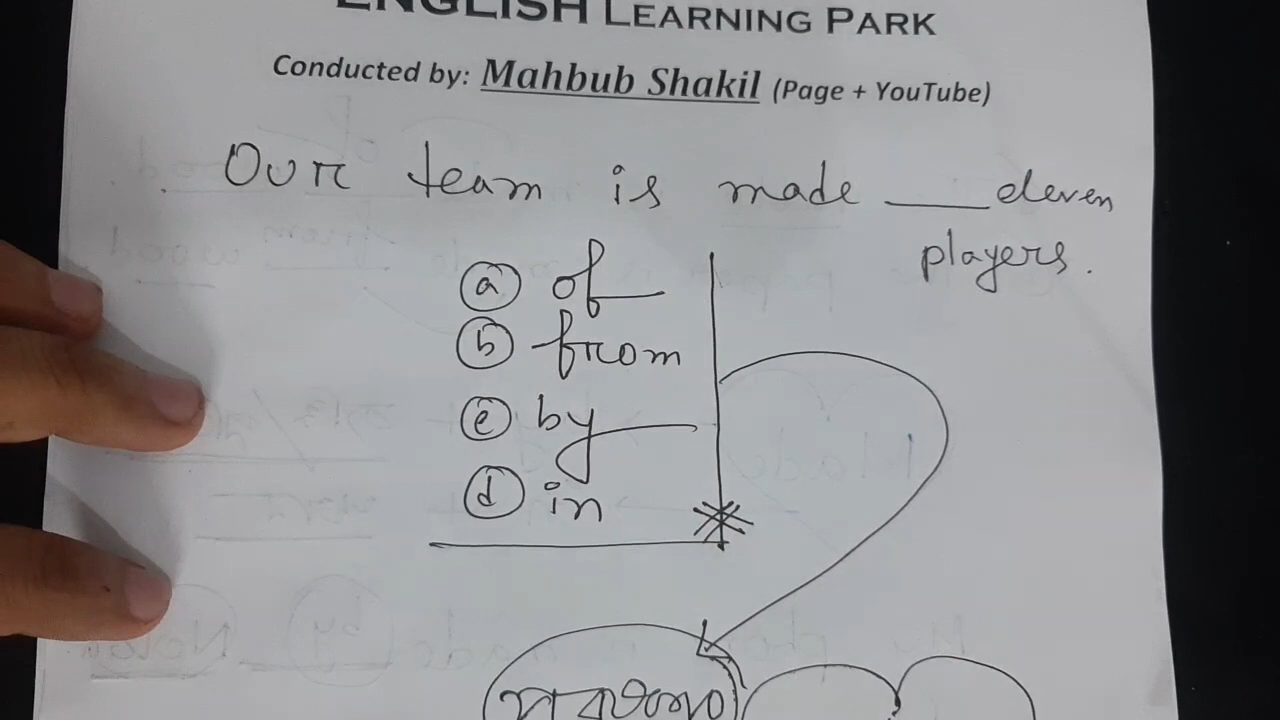 ENGLISH LEARNING PARK
Conducted by: Mahbub Shakil (Page + YouTube)
Our team is made ___ eleven
players.
ⓐ of
ⓑ from
ⓒ by
ⓓ in